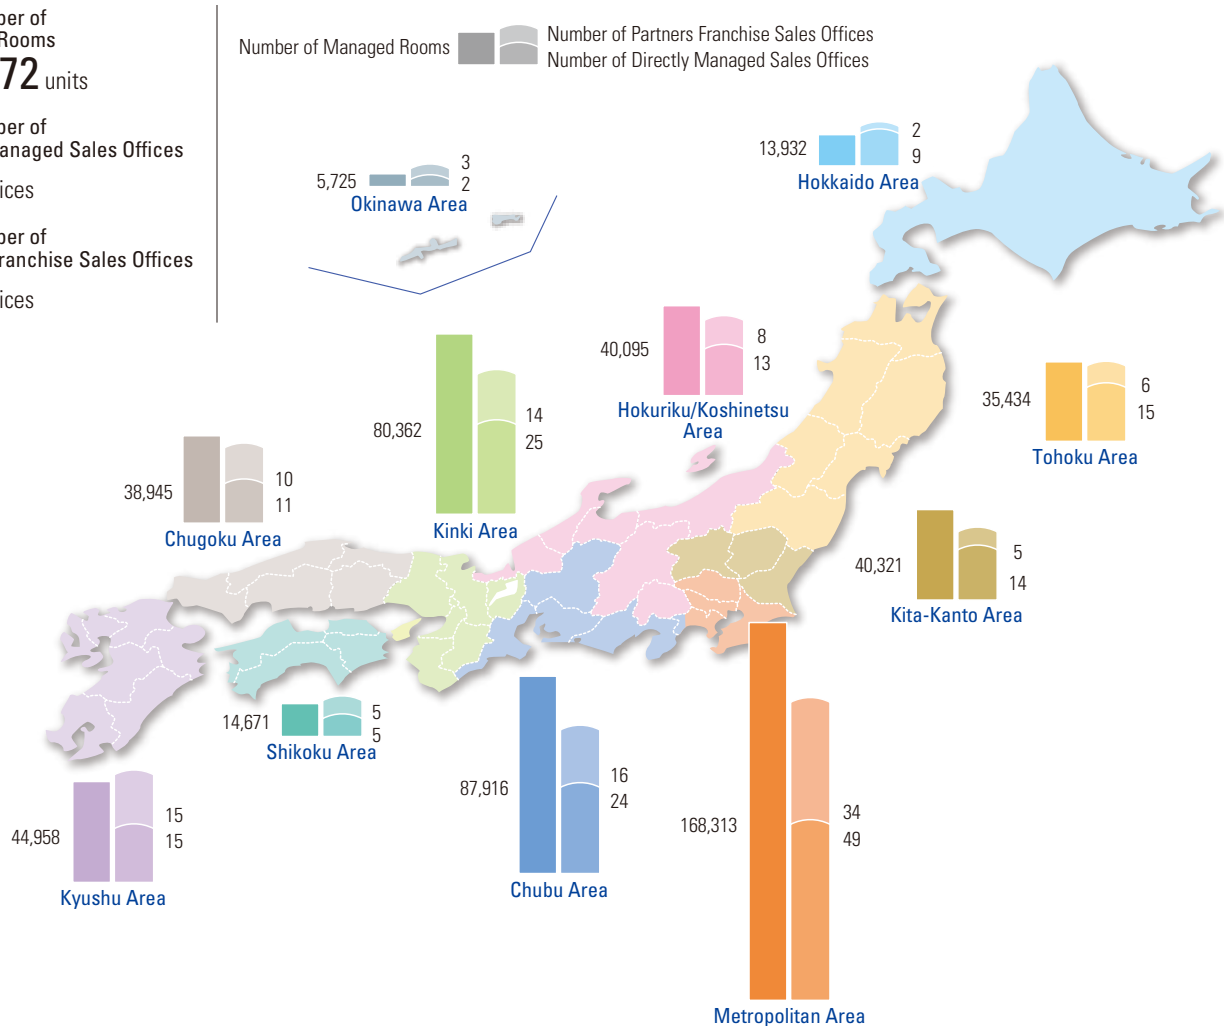 ber of
Rooms
72 units
ber of
anaged Sales Offices
ices
ber of
ranchise Sales Offices
ices
Number of Managed Rooms
Number of Partners Franchise Sales Offices
Number of Directly Managed Sales Offices
13,932
2
9
Hokkaido Area
5,725
3
2
Okinawa Area
40,095
8
13
Hokuriku/Koshinetsu
Area
35,434
6
15
Tohoku Area
80,362
14
25
Kinki Area
38,945
10
11
Chugoku Area
40,321
5
14
Kita-Kanto Area
14,671
5
5
Shikoku Area
87,916
16
24
Chubu Area
168,313
34
49
Metropolitan Area
44,958
15
15
Kyushu Area